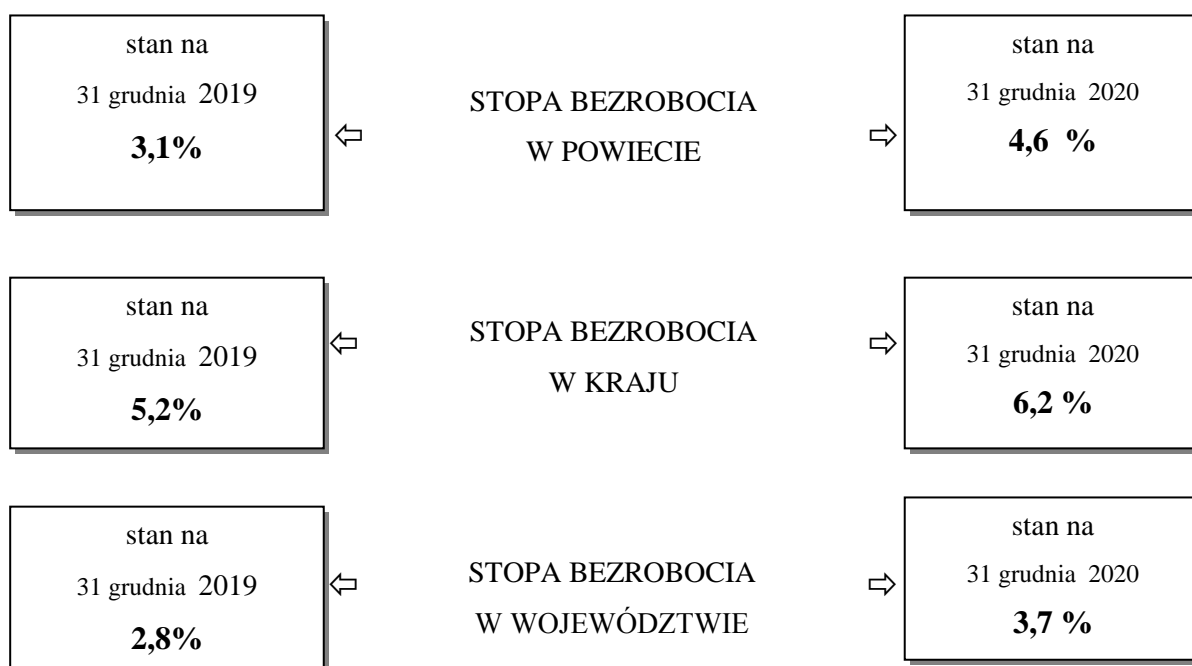 stan na
31 grudnia 2019
3,1%
STOPA BEZROBOCIA
W POWIECIE
stan na
31 grudnia 2020
4,6 %
stan na
31 grudnia 2019
5,2%
STOPA BEZROBOCIA
W KRAJU
stan na
31 grudnia 2020
6,2 %
stan na
31 grudnia 2019
2,8%
STOPA BEZROBOCIA
W WOJEWÓDZTWIE
stan na
31 grudnia 2020
3,7 %